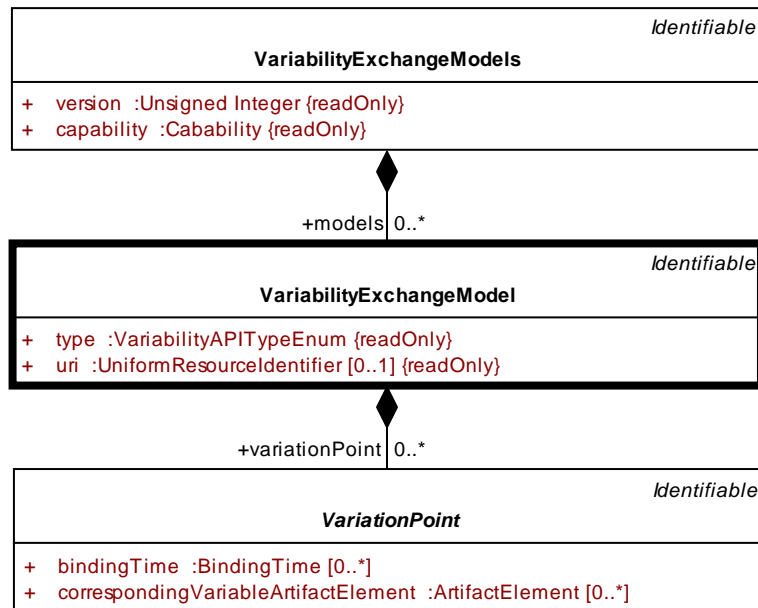 Identifiable
VariabilityExchangeModels
+ version :Unsigned Integer {readOnly}
+ capability :Cabability {readOnly}
+models 0..*
Identifiable
VariabilityExchangeModel
+ type :VariabilityAPITypeEnum {readOnly}
+ uri :UniformResourceIdentifier [0..1] {readOnly}
+variationPoint 0..*
Identifiable
VariationPoint
+ bindingTime :BindingTime [0..*]
+ correspondingVariableArtifactElement :ArtifactElement [0..*]